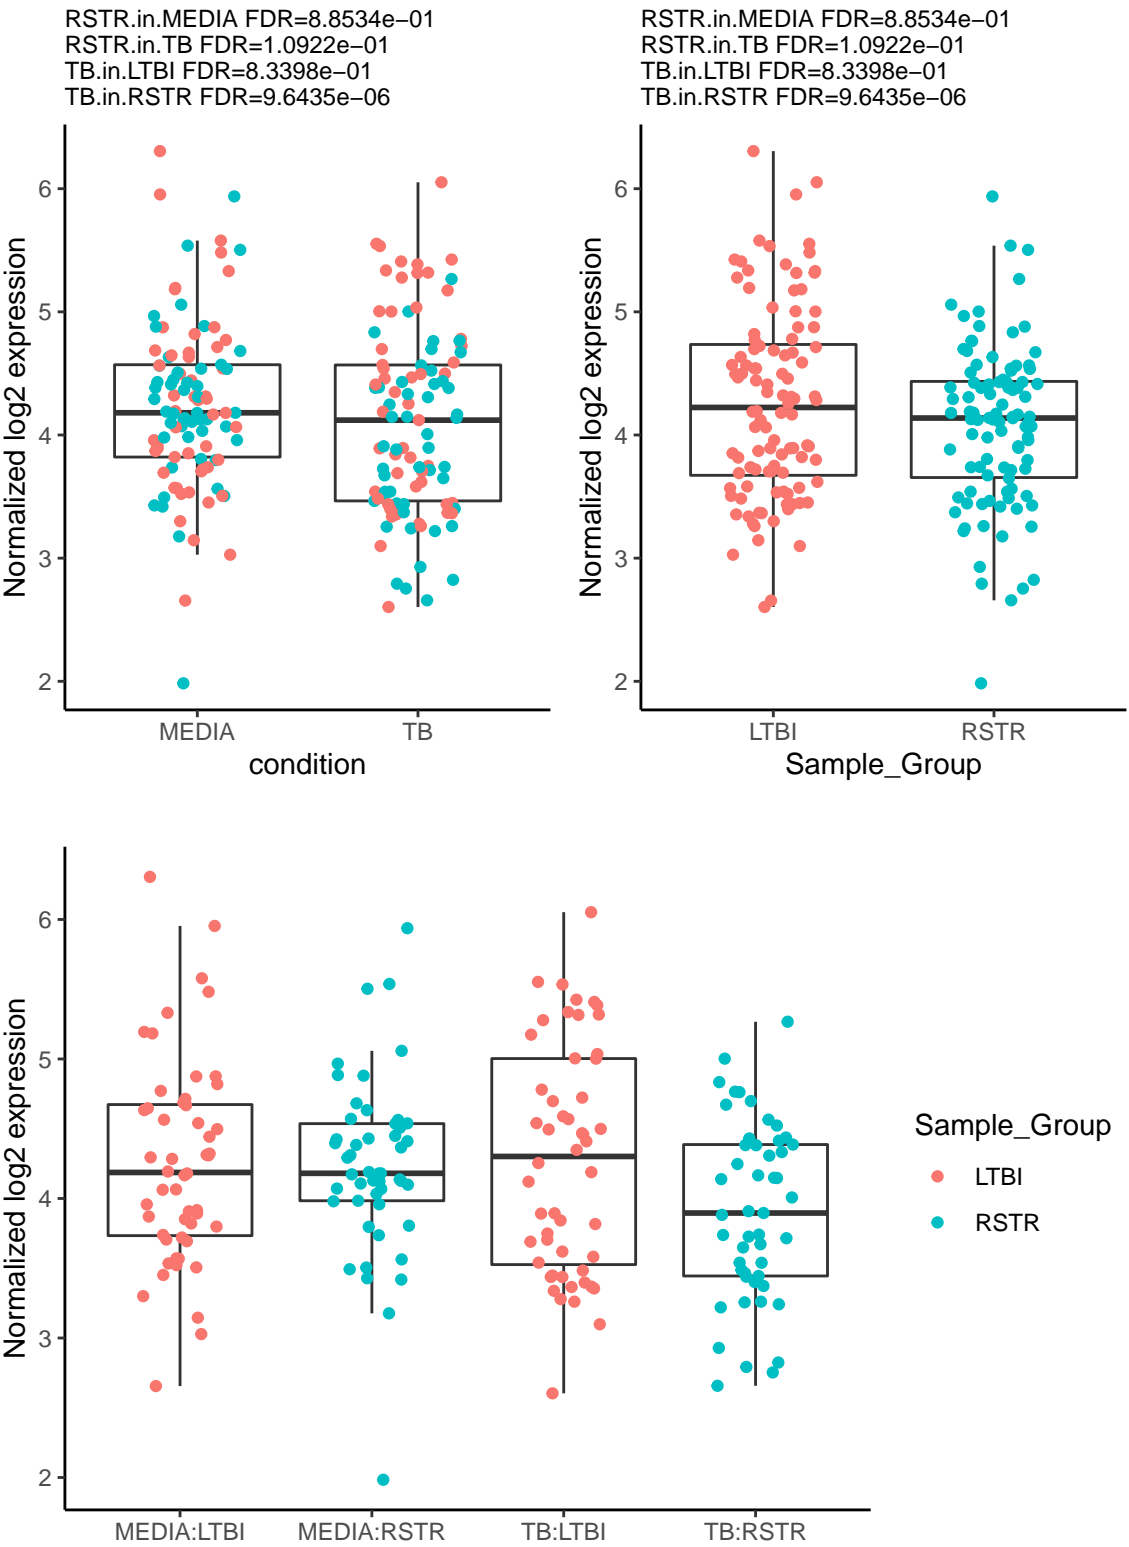 RSTR.in.MEDIA FDR=8.8534e−01
RSTR.in.TB FDR=1.0922e−01
TB.in.LTBI FDR=8.3398e−01
TB.in.RSTR FDR=9.6435e−06
Normalized log2 expression
6
5
4
3
2
MEDIA TB
condition
RSTR.in.MEDIA FDR=8.8534e−01
RSTR.in.TB FDR=1.0922e−01
TB.in.LTBI FDR=8.3398e−01
TB.in.RSTR FDR=9.6435e−06
Normalized log2 expression
6
5
4
3
2
LTBI RSTR
Sample_Group
Normalized log2 expression
6
5
4
3
2
MEDIA:LTBI MEDIA:RSTR TB:LTBI TB:RSTR
Sample_Group
LTBI
RSTR